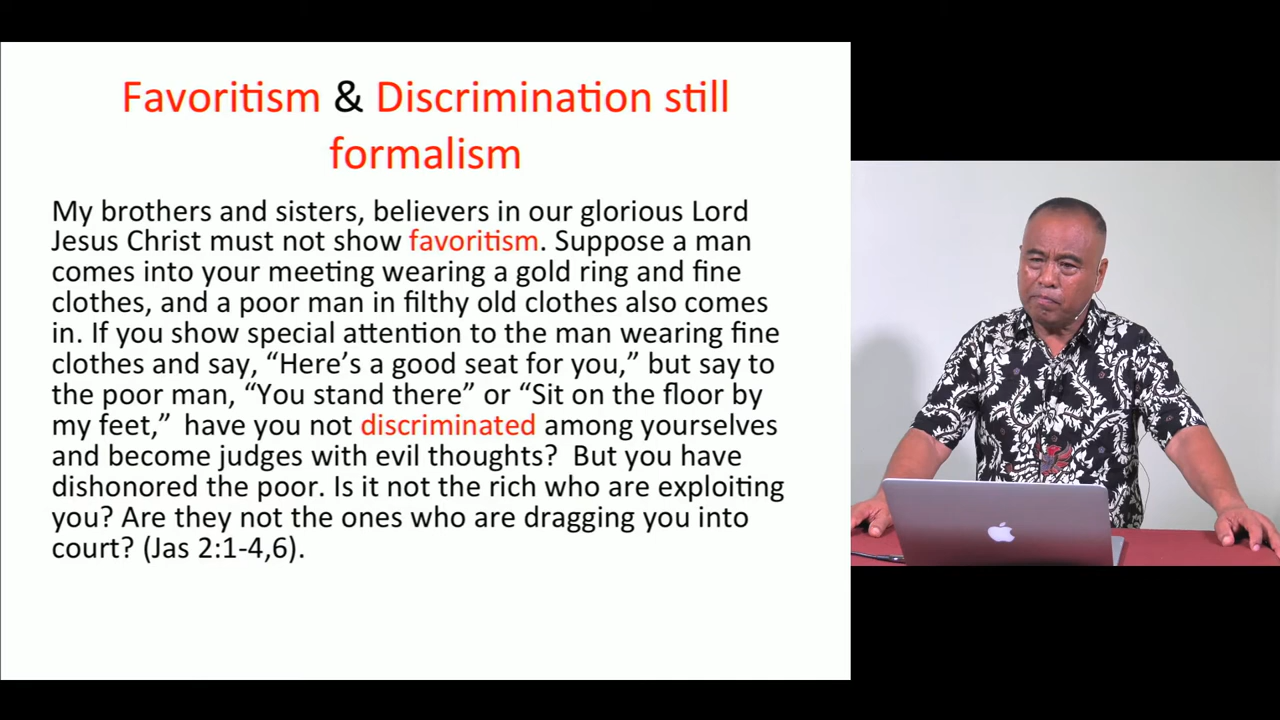 Favoritism & Discrimination still
formalism
My brothers and sisters, believers in our glorious Lord
Jesus Christ must not show favoritism. Suppose a man
comes into your meeting wearing a gold ring and fine
clothes, and a poor man in filthy old clothes also comes
in. If you show special attention to the man wearing fine
clothes and say, “Here’s a good seat for you,” but say to
the poor man, “You stand there” or “Sit on the floor by
my feet,”  have you not discriminated among yourselves
and become judges with evil thoughts?  But you have
dishonored the poor. Is it not the rich who are exploiting
you? Are they not the ones who are dragging you into
court? (Jas 2:1-4,6).